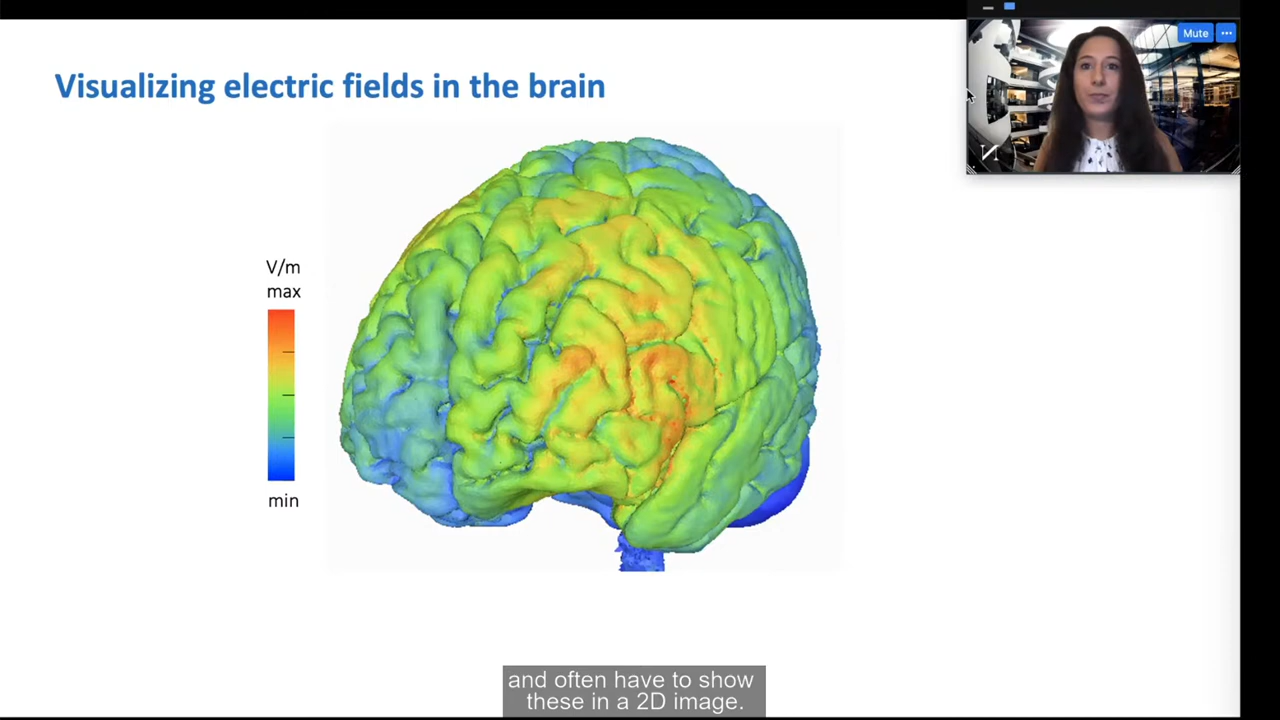 Mute
Visualizing electric fields in the brain
V/m
max
min
and often have to show
these in a 2D image.